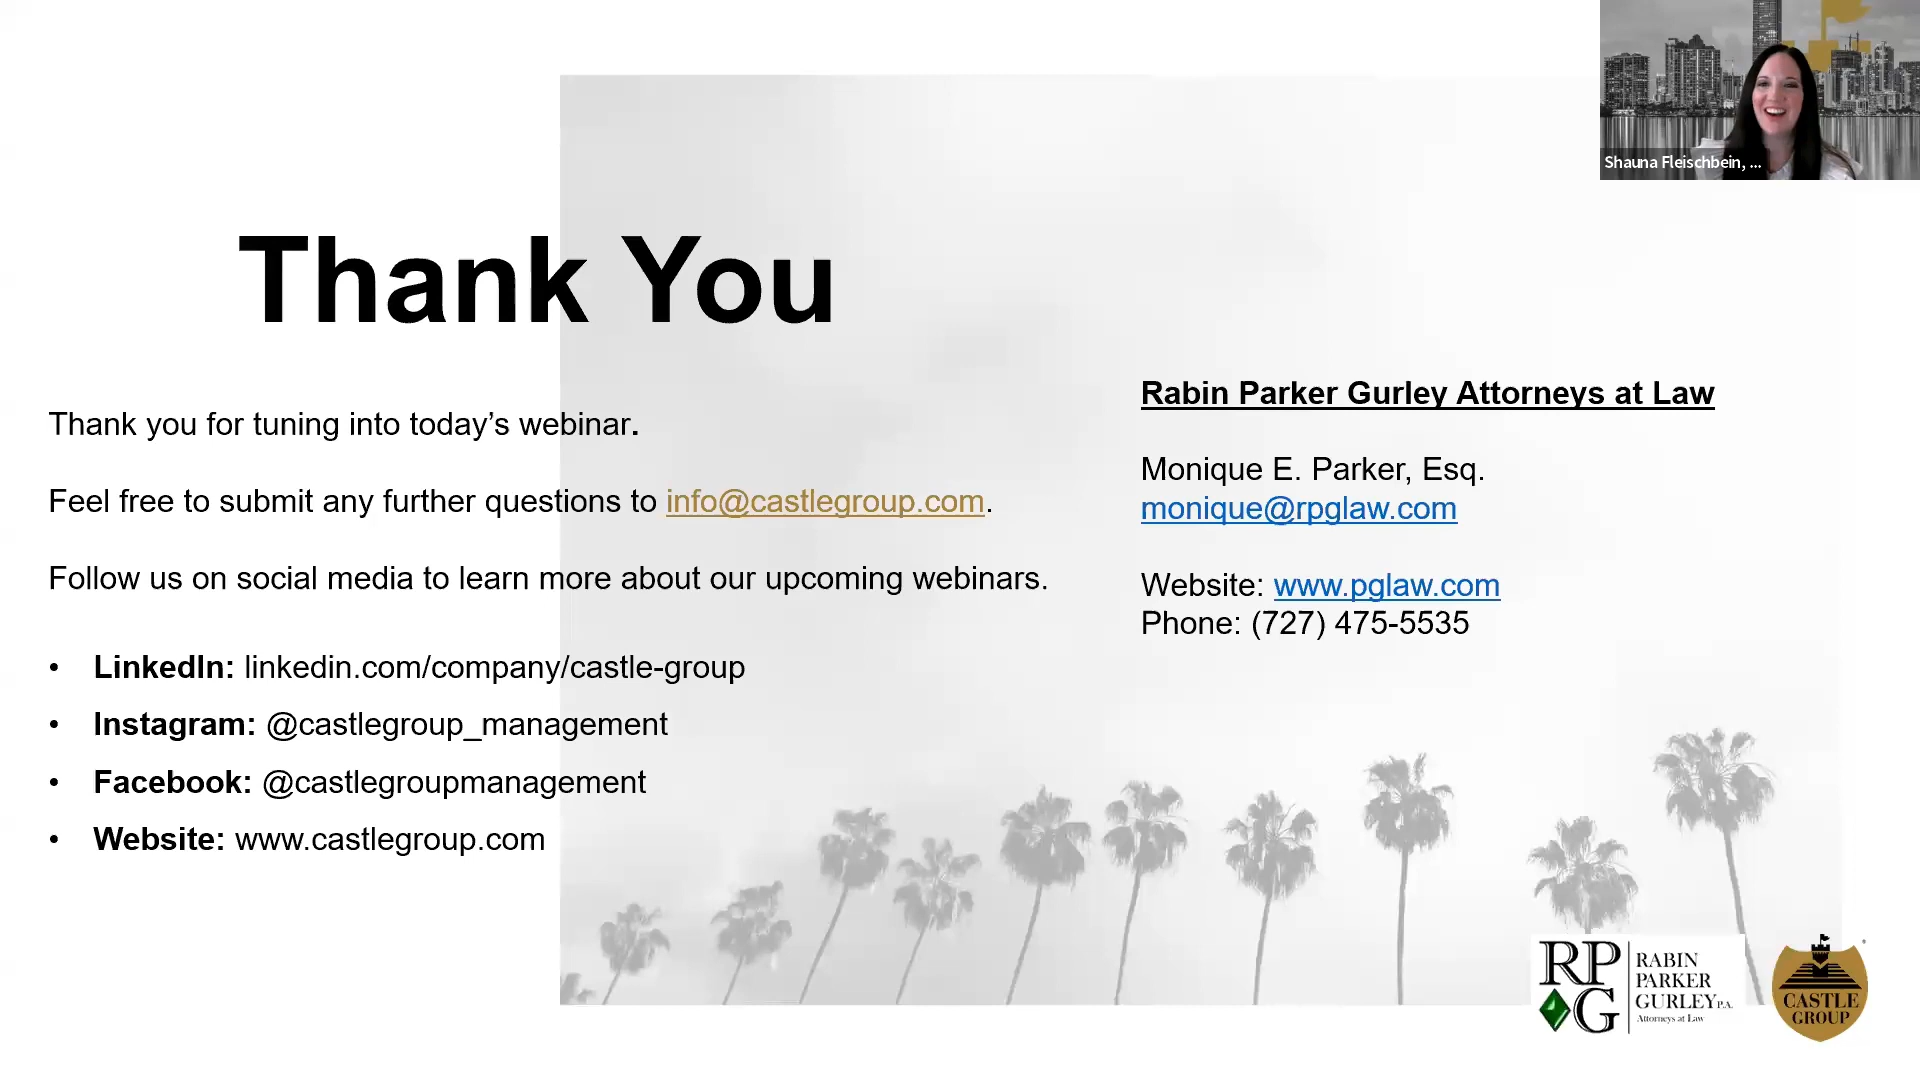 Shauna Fleischbein, ...
Thank You
Thank you for tuning into today’s webinar.
Feel free to submit any further questions to info@castlegroup.com.
Follow us on social media to learn more about our upcoming webinars.
• LinkedIn: linkedin.com/company/castle-group
• Instagram: @castlegroup_management
• Facebook: @castlegroupmanagement
• Website: www.castlegroup.com
Rabin Parker Gurley Attorneys at Law
Monique E. Parker, Esq.
monique@rpglaw.com
Website: www.pglaw.com
Phone: (727) 475-5535
RP
G
RABIN
PARKER
GURLEY P.A.
Attorneys at Law
CASTLE
GROUP